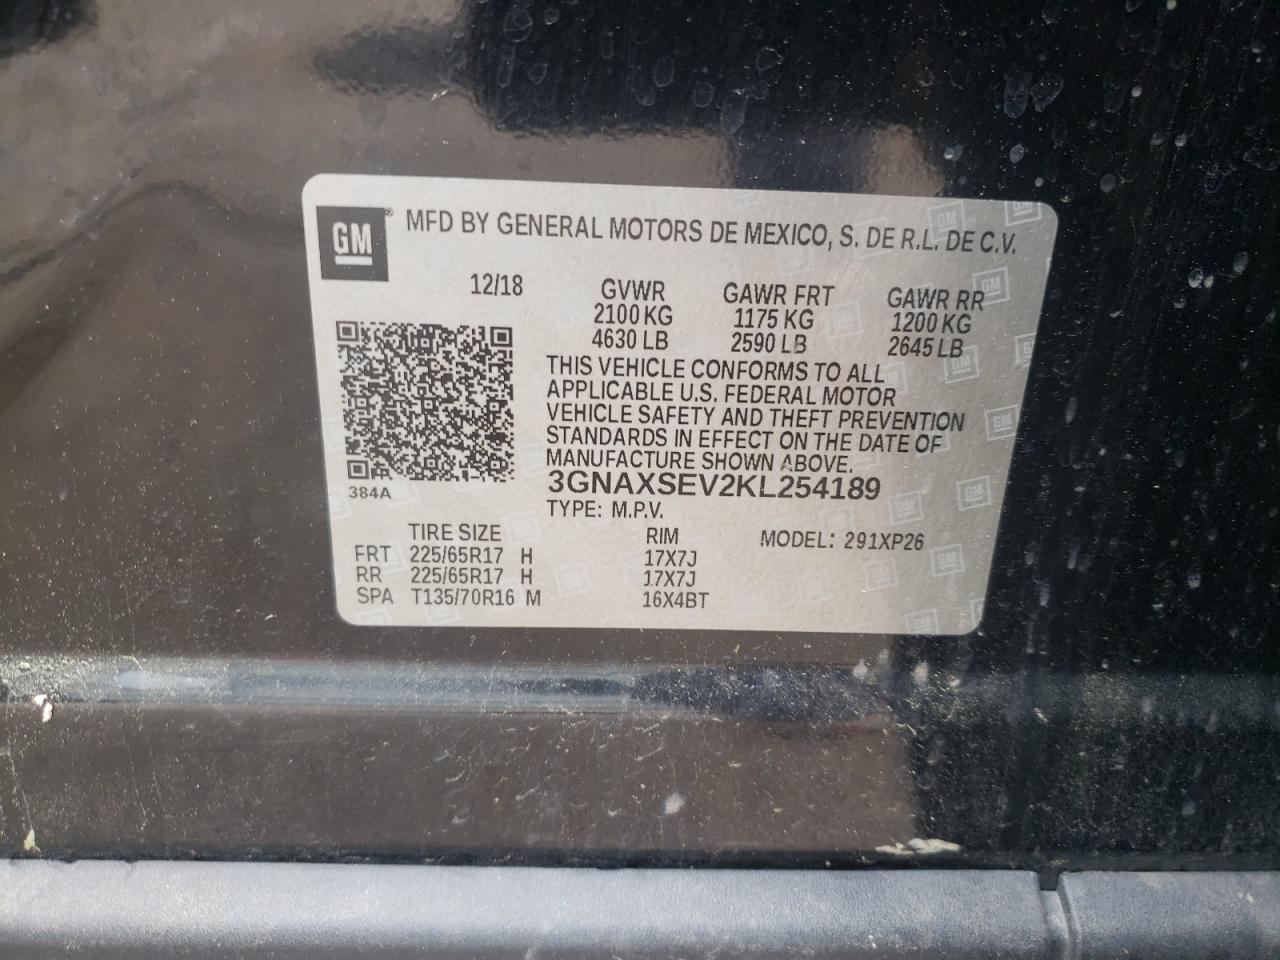 GM® MFD BY GENERAL MOTORS DE MEXICO, S. DE R.L. DE C.V.
12/18 GVWR GAWR FRT GAWR RR
2100 KG 1175 KG 1200 KG
4630 LB 2590 LB 2645 LB
THIS VEHICLE CONFORMS TO ALL
APPLICABLE U.S. FEDERAL MOTOR
VEHICLE SAFETY AND THEFT PREVENTION
STANDARDS IN EFFECT ON THE DATE OF
MANUFACTURE SHOWN ABOVE.
384A 3GNAXSEV2KL254189
TYPE: M.P.V.
TIRE SIZE RIM MODEL: 291XP26
FRT 225/65R17 H 17X7J
RR 225/65R17 H 17X7J
SPA T135/70R16 M 16X4BT